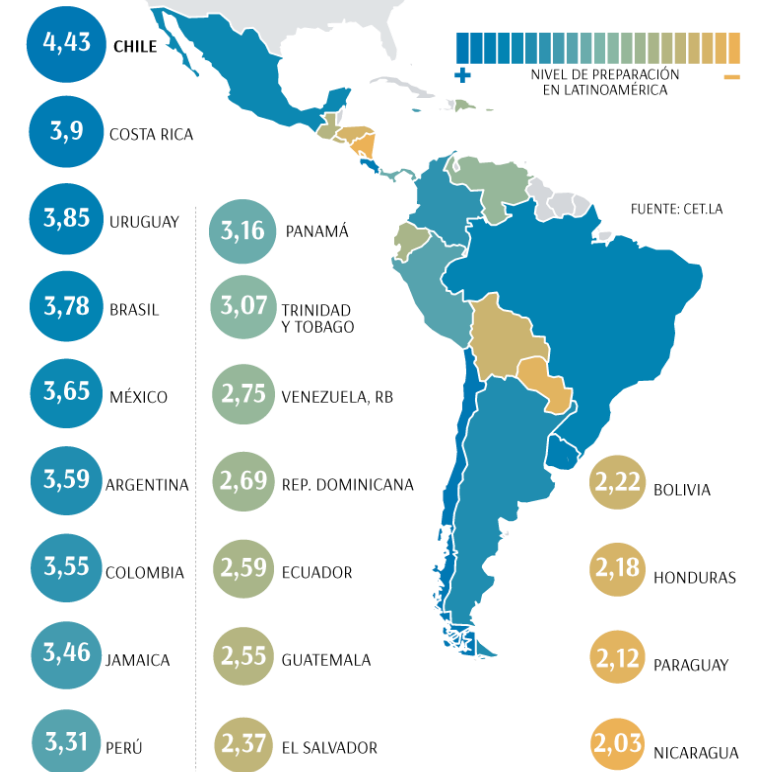 4,43 CHILE
3,9 COSTA RICA
3,85 URUGUAY
3,78 BRASIL
3,65 MÉXICO
3,59 ARGENTINA
3,55 COLOMBIA
3,46 JAMAICA
3,31 PERÚ
3,16 PANAMÁ
3,07 TRINIDAD
Y TOBAGO
2,75 VENEZUELA, RB
2,69 REP. DOMINICANA
2,59 ECUADOR
2,55 GUATEMALA
2,37 EL SALVADOR
+ NIVEL DE PREPARACIÓN –
EN LATINOAMÉRICA
FUENTE: CET.LA
2,22 BOLIVIA
2,18 HONDURAS
2,12 PARAGUAY
2,03 NICARAGUA